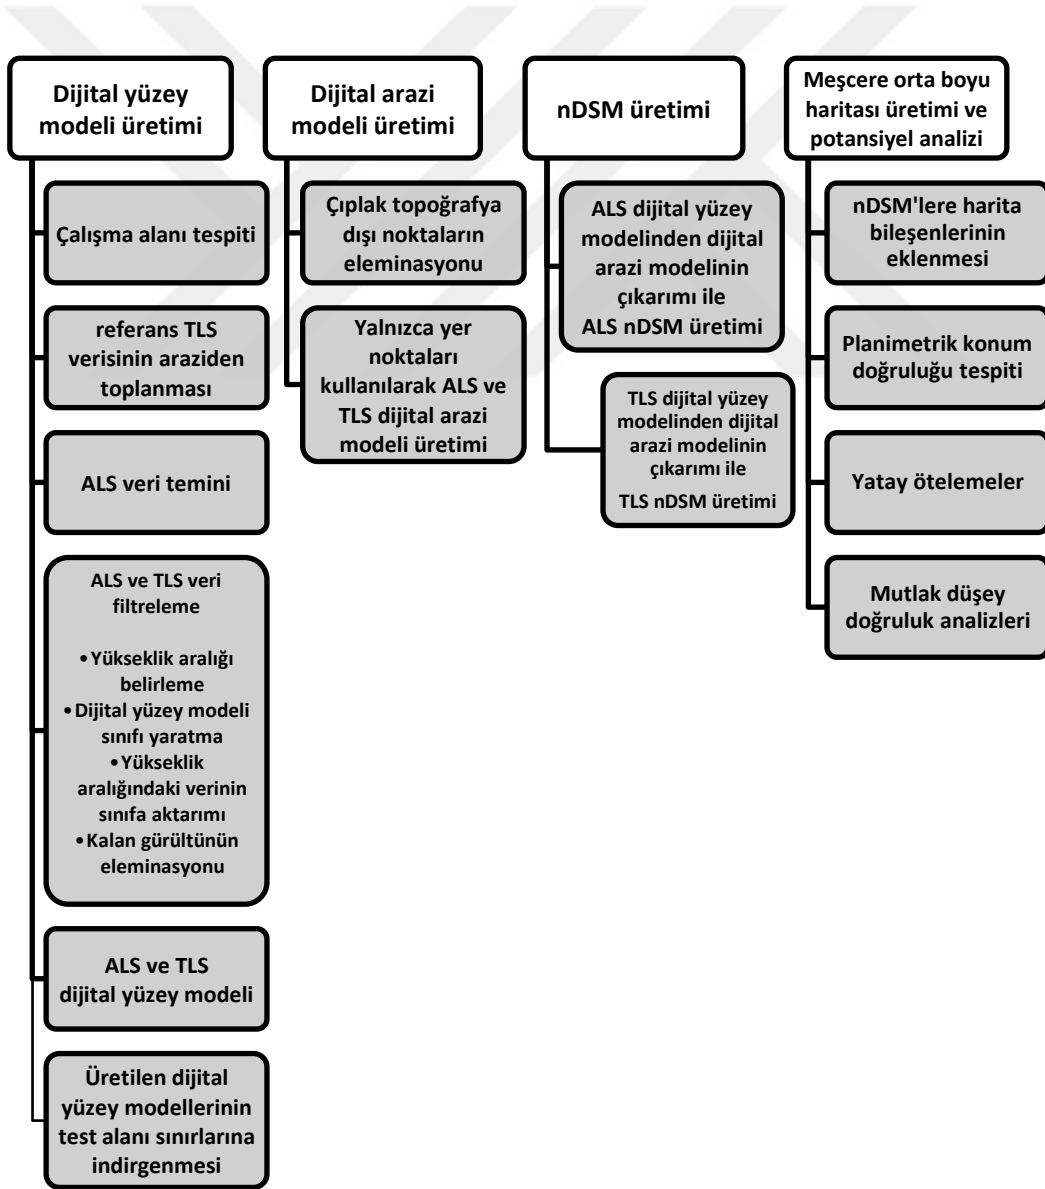 Dijital yüzey
modeli üretimi
Çalışma alanı tespiti
referans TLS
verisinin araziden
toplanması
ALS veri temini
ALS ve TLS veri
filtreleme
•Yükseklik aralığı
belirleme
•Dijital yüzey modeli
sınıfı yaratma
•Yükseklik
aralığındaki verinin
sınıfa aktarımı
•Kalan gürültünün
eleminasyonu
ALS ve TLS
dijital yüzey modeli
Üretilen dijital
yüzey modellerinin
test alanı sınırlarına
indirgenmesi
Dijital arazi
modeli üretimi
Çıplak topoğrafya
dışı noktaların
eleminasyonu
Yalnızca yer
noktaları
kullanılarak ALS ve
TLS dijital arazi
modeli üretimi
nDSM üretimi
ALS dijital yüzey
modelinden dijital
arazi modelinin
çıkarımı ile
ALS nDSM üretimi
TLS dijital yüzey
modelinden dijital
arazi modelinin
çıkarımı ile
TLS nDSM üretimi
Meşcere orta boyu
haritası üretimi ve
potansiyel analizi
nDSM'lere harita
bileşenlerinin
eklenmesi
Planimetrik konum
doğruluğu tespiti
Yatay ötelemeler
Mutlak düşey
doğruluk analizleri